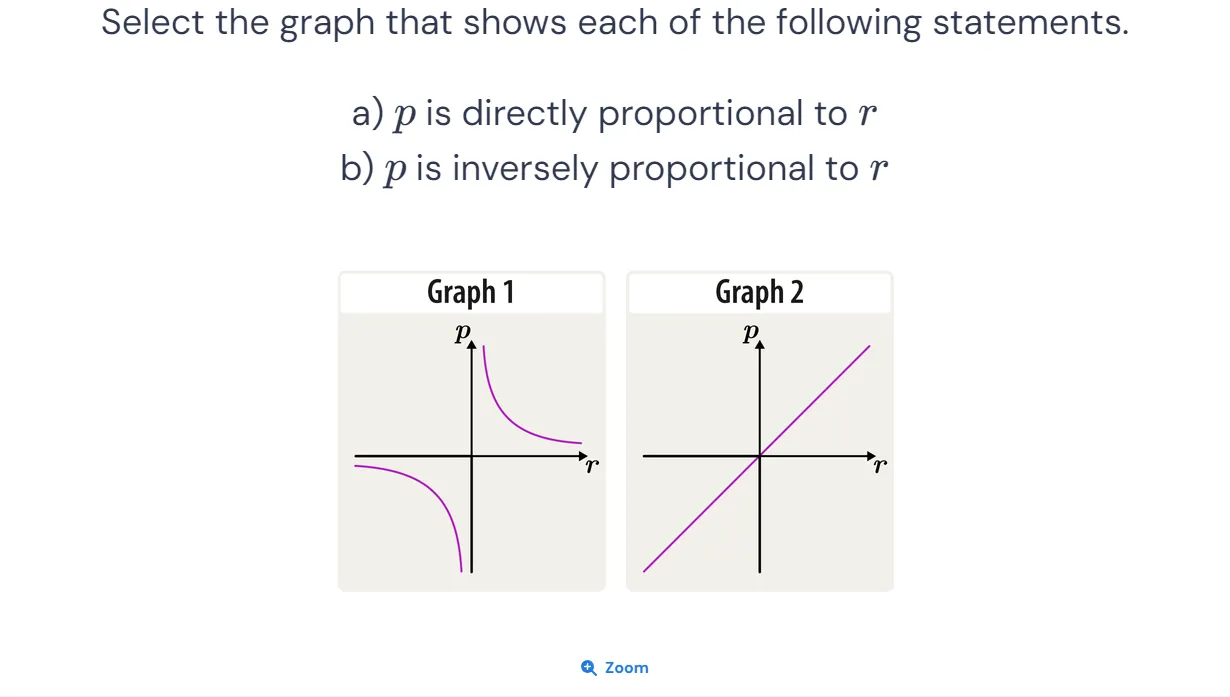 Select the graph that shows each of the following statements.
a) p is directly proportional to r
b) p is inversely proportional to r
Graph 1
p
r
Graph 2
p
r
Zoom